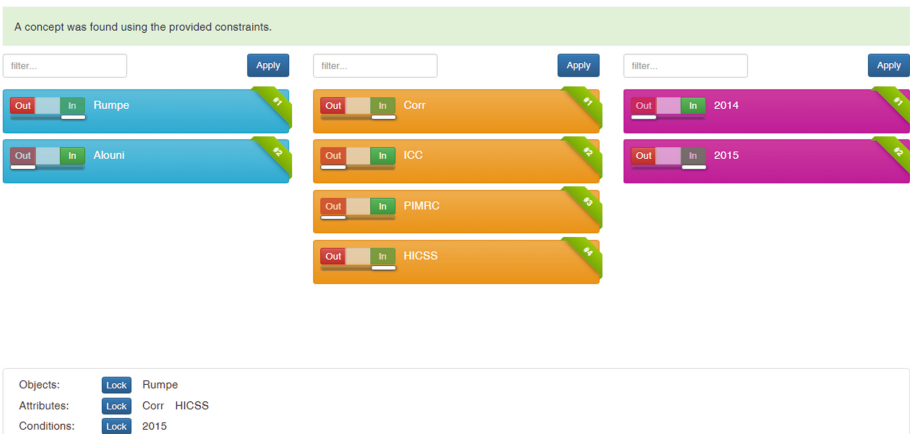 A concept was found using the provided constraints.
filter... Apply filter... Apply filter... Apply
Out In Rumpe #1 Out In Corr #1 Out In 2014 #1
Out In Alouni #2 Out In ICC #2 Out In 2015 #2
Out In PIMRC #3
Out In HICSS #4
Objects: Lock Rumpe
Attributes: Lock Corr HICSS
Conditions: Lock 2015